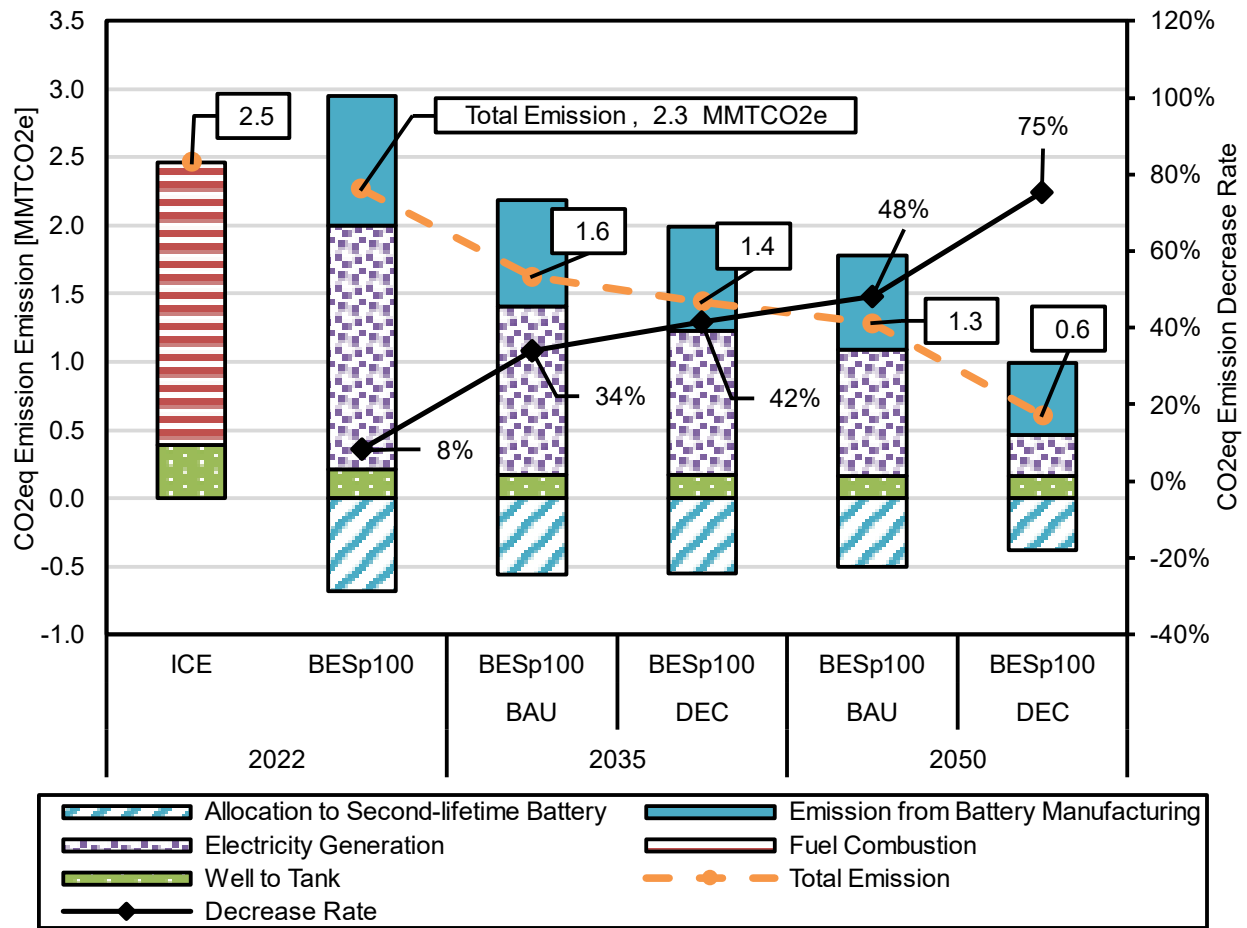 CO2eq Emission Emission [MMTCO2e]
3.5
3.0
2.5
2.0
1.5
1.0
0.5
0.0
-0.5
-1.0
120%
100%
80%
60%
40%
20%
0%
-20%
-40%
CO2eq Emission Decrease Rate
2.5
Total Emission , 2.3 MMTCO2e
1.6
1.4
1.3
0.6
8%
34%
42%
48%
75%
ICE BESp100 BESp100 BESp100 BESp100 BESp100
BAU DEC BAU DEC
2022 2035 2050
Allocation to Second-lifetime Battery Emission from Battery Manufacturing
Electricity Generation Fuel Combustion
Well to Tank Total Emission
Decrease Rate